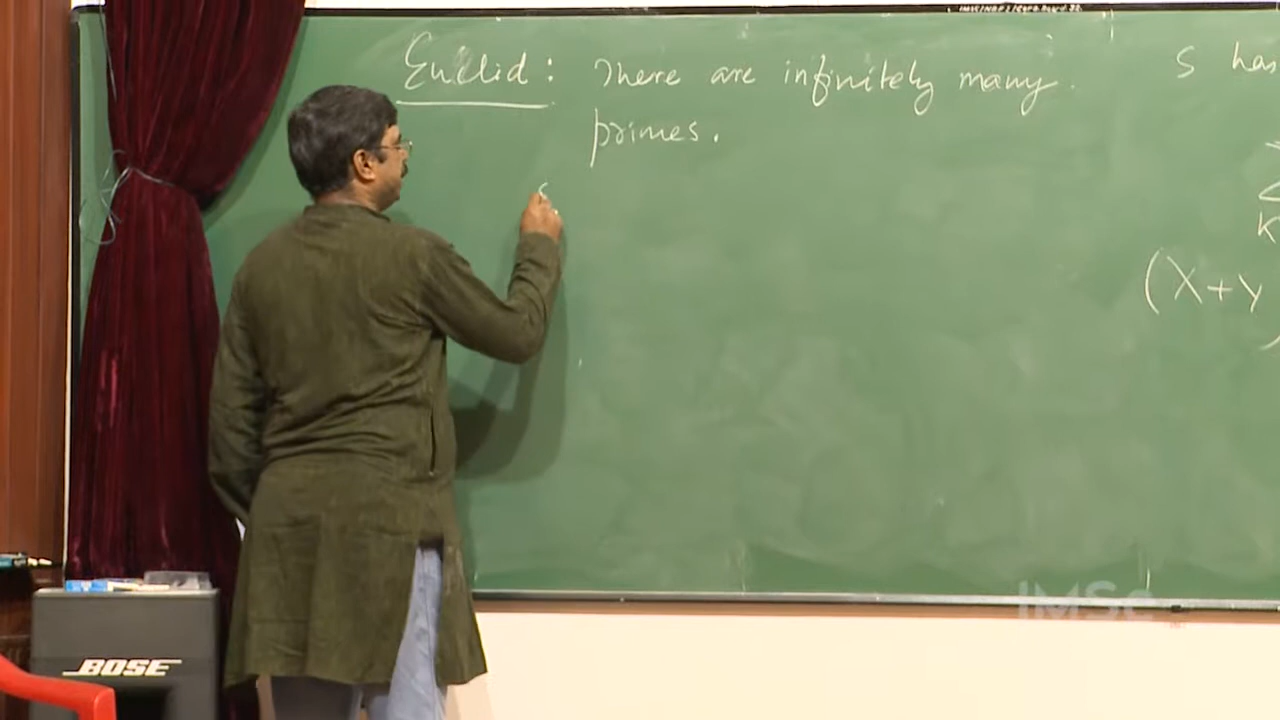 Euclid: There are infinitely many
primes.
S has
K
(X+y
BOSE
IMSc